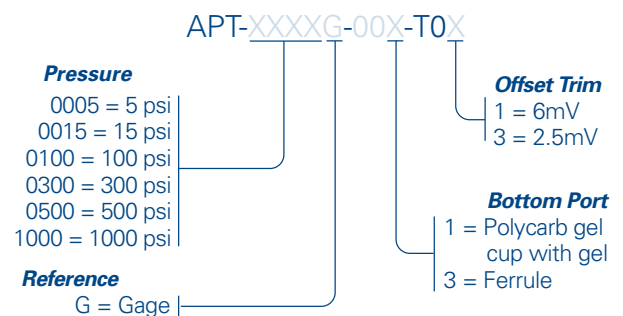 APT-XXXXG-00X-T0X
Pressure
0005 = 5 psi
0015 = 15 psi
0100 = 100 psi
0300 = 300 psi
0500 = 500 psi
1000 = 1000 psi
Reference
G = Gage
Offset Trim
1 = 6mV
3 = 2.5mV
Bottom Port
1 = Polycarb gel
cup with gel
3 = Ferrule